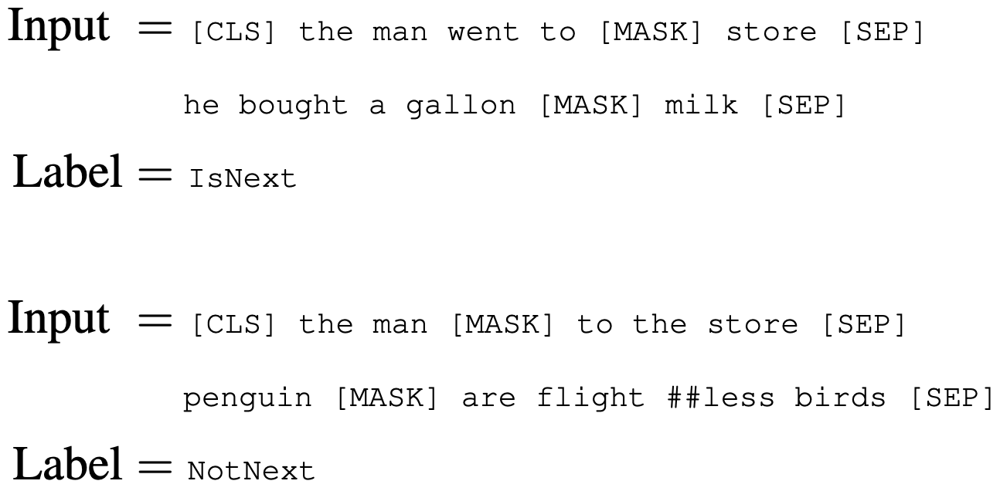 Input = [CLS] the man went to [MASK] store [SEP]
he bought a gallon [MASK] milk [SEP]
Label = IsNext
Input = [CLS] the man [MASK] to the store [SEP]
penguin [MASK] are flight ##less birds [SEP]
Label = NotNext